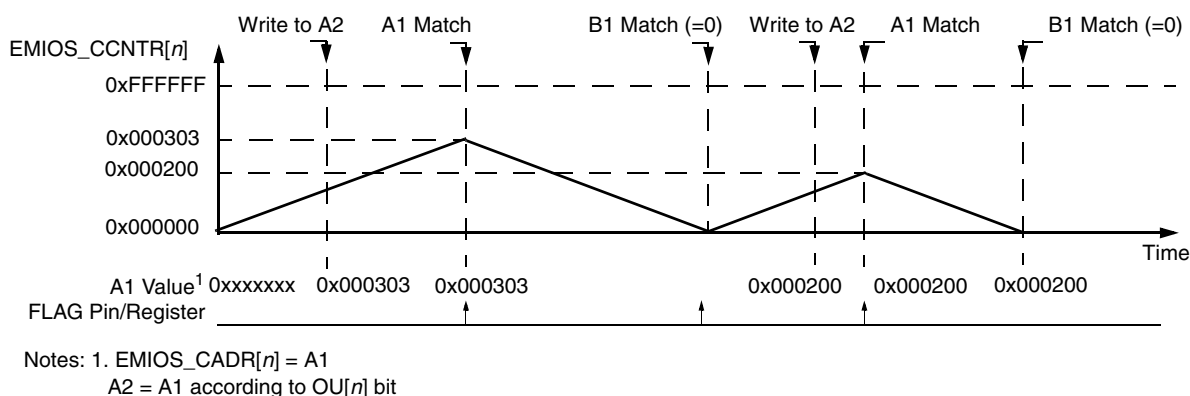 Write to A2 A1 Match B1 Match (=0) Write to A2 A1 Match B1 Match (=0)
EMIOS_CCNTR[n]
0xFFFFFF
0x000303
0x000200
0x000000
Time
A1 Value1 0xxxxxxx 0x000303 0x000303 0x000200 0x000200 0x000200
FLAG Pin/Register
Notes: 1. EMIOS_CADR[n] = A1
A2 = A1 according to OU[n] bit